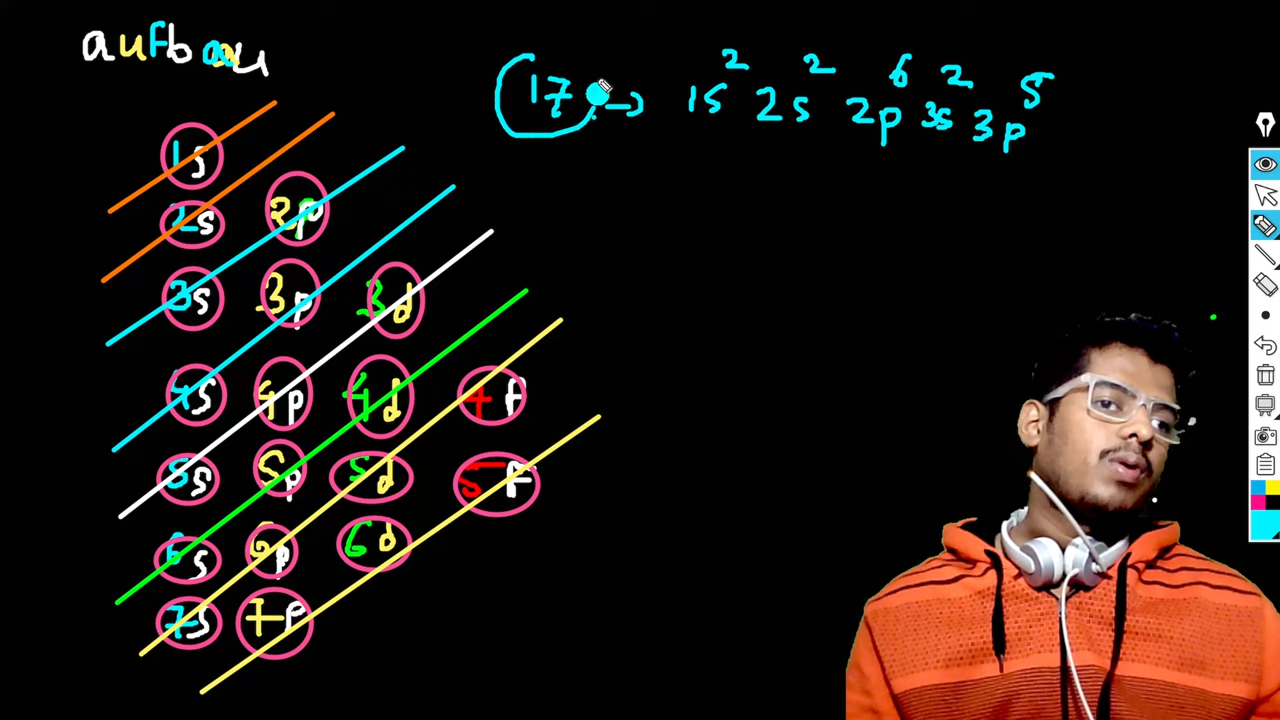 aufbau
17 → 1s² 2s² 2p⁶ 3s² 3p⁵
1s
2s 2p
3s 3p 3d
4s 4p 4d 4f
5s 5p 5d 5f
6s 6p 6d
7s 7p